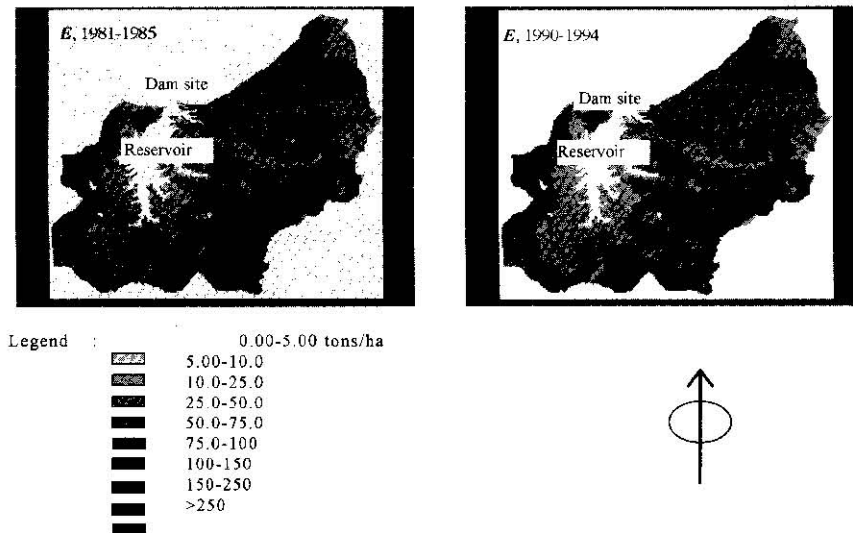 E, 1981-1985
Dam site
Reservoir
E, 1990-1994
Dam site
Reservoir
Legend : 0.00-5.00 tons/ha
5.00-10.0
10.0-25.0
25.0-50.0
50.0-75.0
75.0-100
100-150
150-250
>250